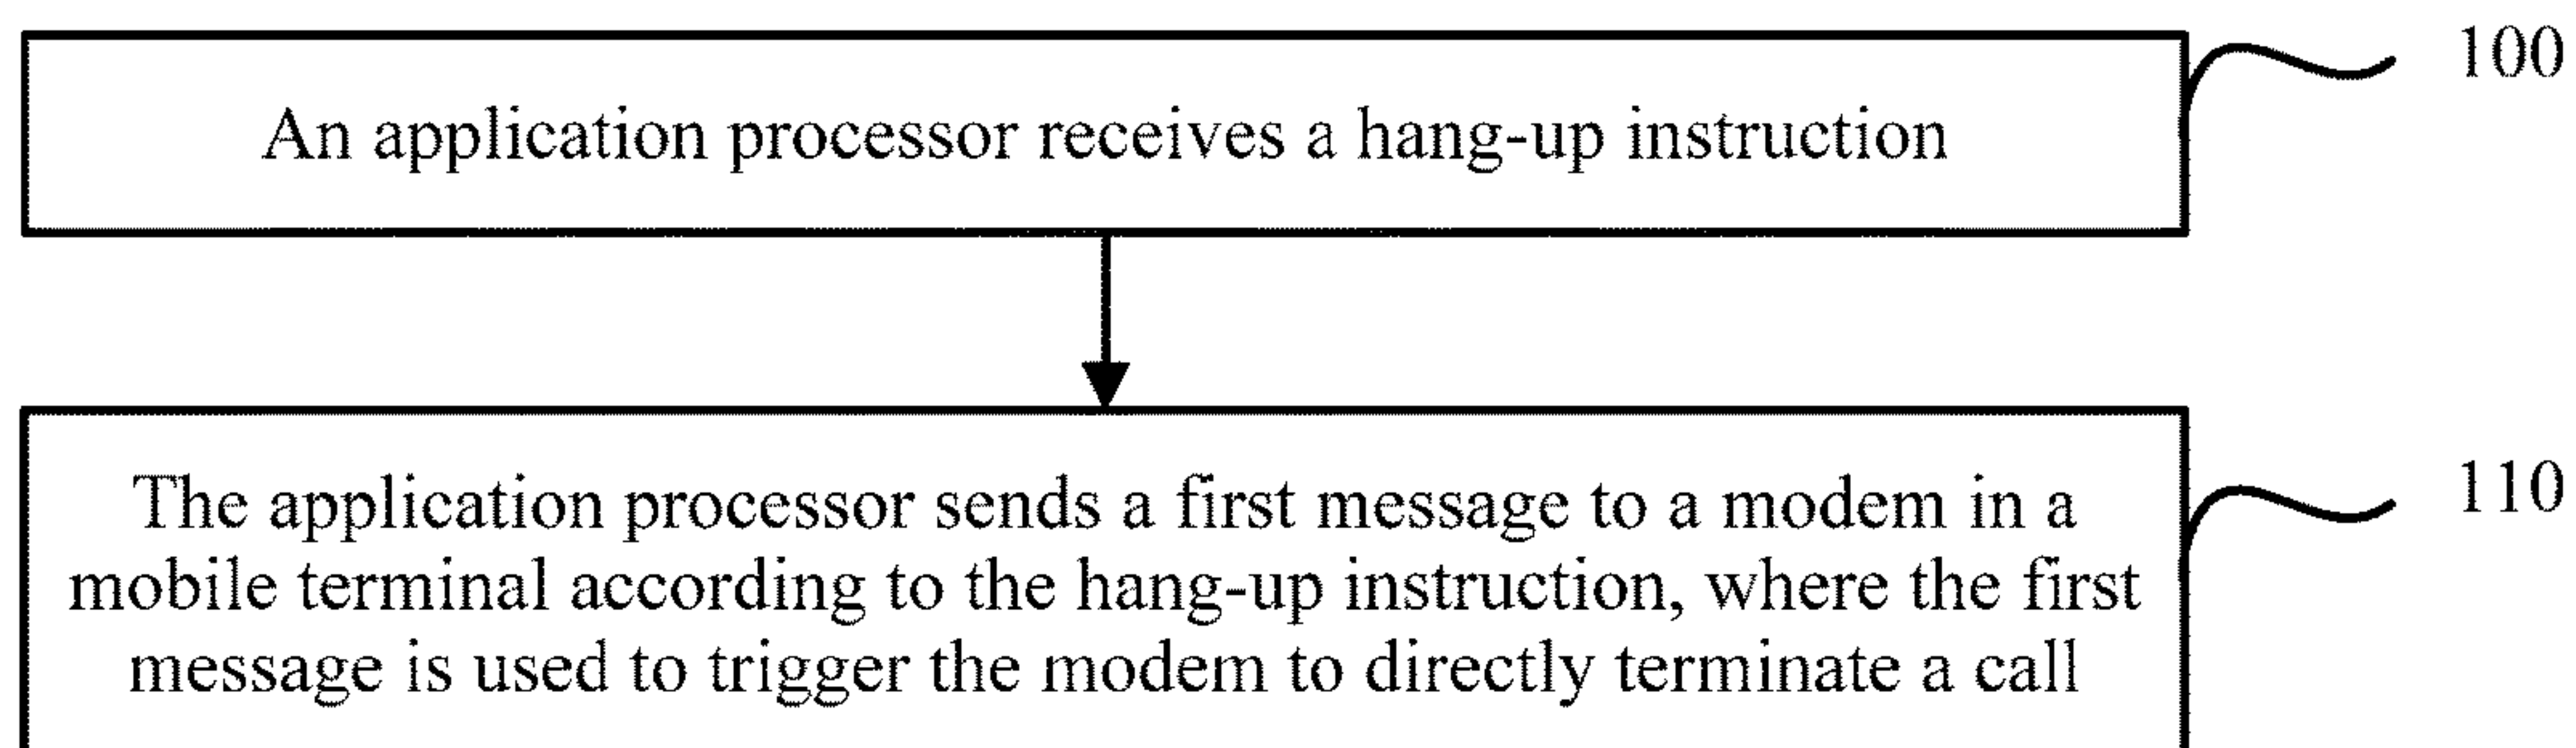 An application processor receives a hang-up instruction
100
The application processor sends a first message to a modem in a
mobile terminal according to the hang-up instruction, where the first
message is used to trigger the modem to directly terminate a call
110